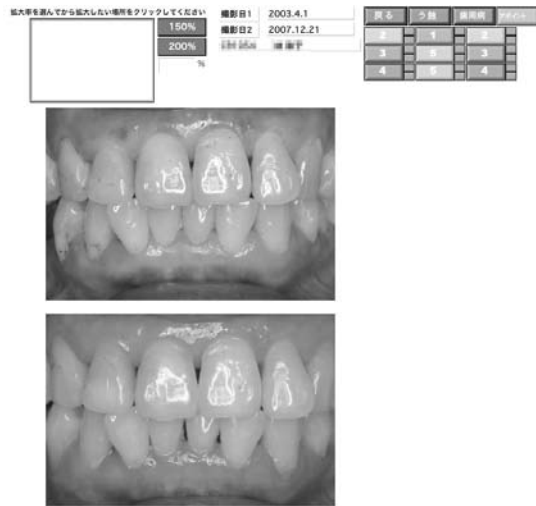 拡大率を選んでから拡大したい場所をクリックしてください
150%
200%
%
撮影日1 2003.4.1
撮影日2 2007.12.21
戻る う蝕 歯周病
2 1 2
3 5 3
4 5 4